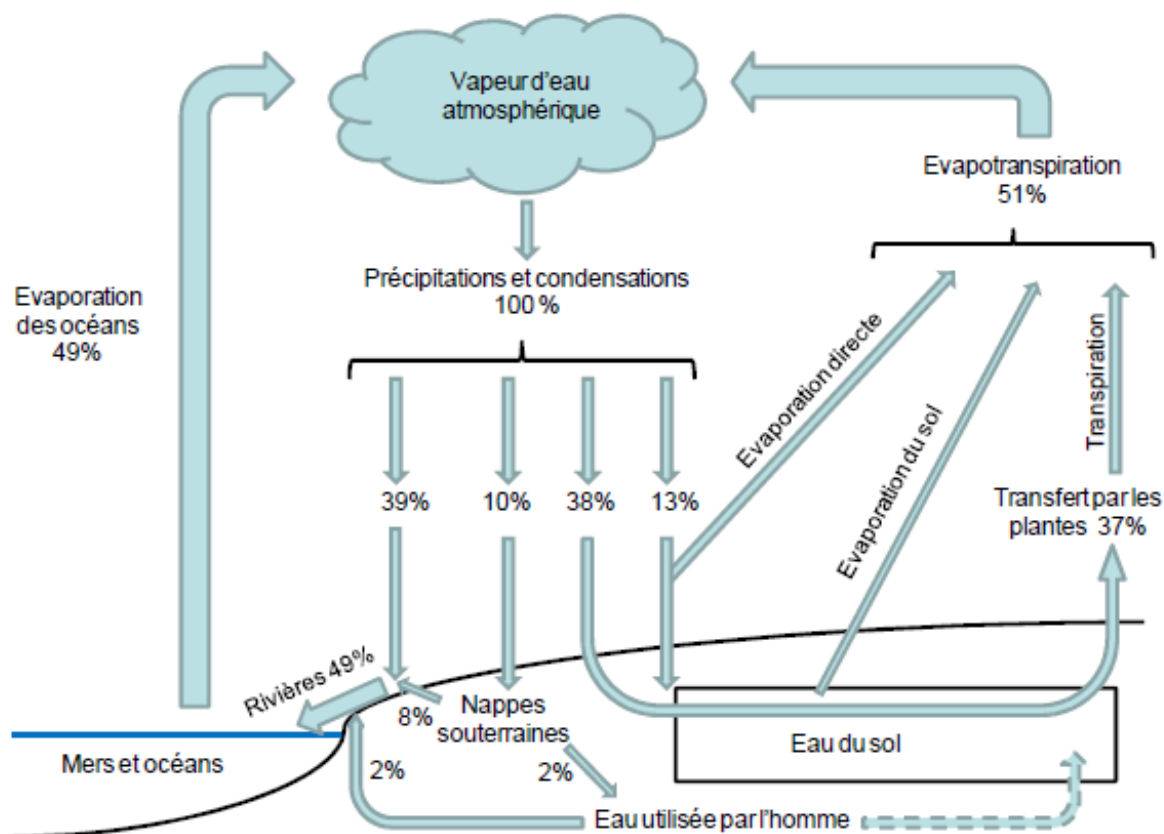 Vapeur d'eau
atmosphérique
Evapotranspiration
51%
Précipitations et condensations
100 %
Evaporation
des océans
49%
Evaporation directe
Evaporation du sol
Transpiration
39%
10%
38%
13%
Transfert par les
plantes 37%
Rivières 49%
8%
Nappes
souterraines
Eau du sol
Mers et océans
2%
2%
Eau utilisée par l'homme